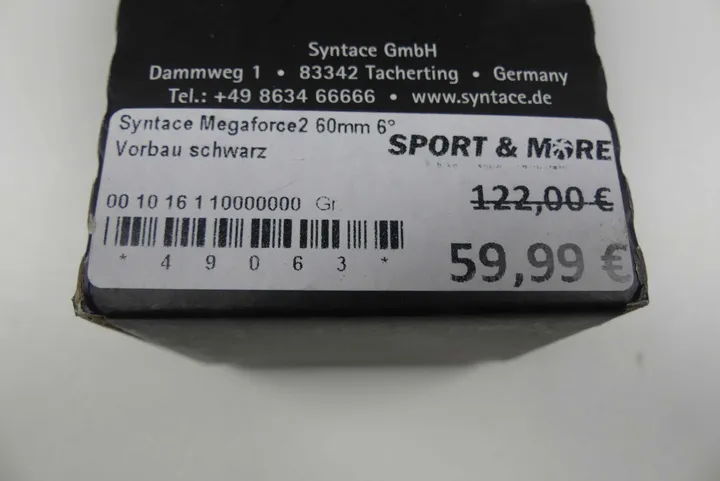 Syntace GmbH
Dammweg 1 • 83342 Tacherting • Germany
Tel.: +49 8634 66666 • www.syntace.de
Syntace Megaforce2 60mm 6°
Vorbau schwarz
SPORT & MORE
00 10 16 1 10000000 Gr.
122,00 €
* 4 9 0 6 3 *
59,99 €